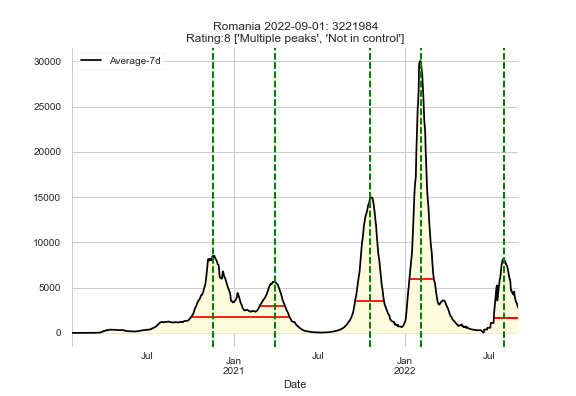 Romania 2022-09-01: 3221984
Rating:8 ['Multiple peaks', 'Not in control']
Average-7d
30000
25000
20000
15000
10000
5000
0
Jul
Jan
2021
Jul
Jan
2022
Jul
Date